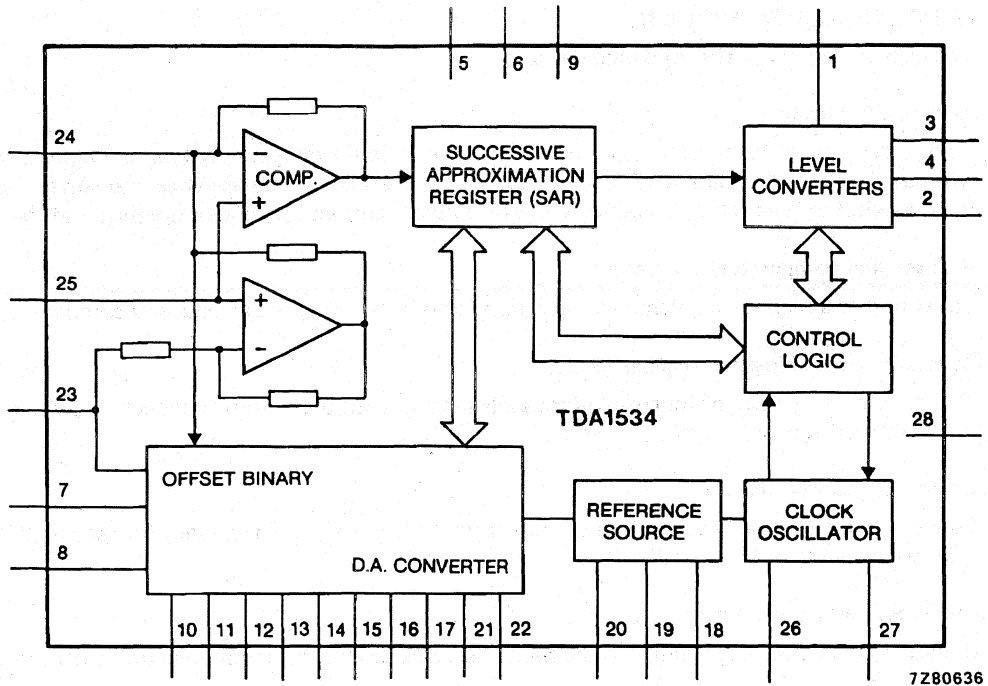 5 6 9 1
24
COMP.
SUCCESSIVE
APPROXIMATION
REGISTER (SAR)
LEVEL
CONVERTERS
3
4
2
25
CONTROL
LOGIC
23
TDA1534
28
OFFSET BINARY
D.A. CONVERTER
7
8
REFERENCE
SOURCE
CLOCK
OSCILLATOR
10 11 12 13 14 15 16 17 21 22 20 19 18 26 27
7Z80636